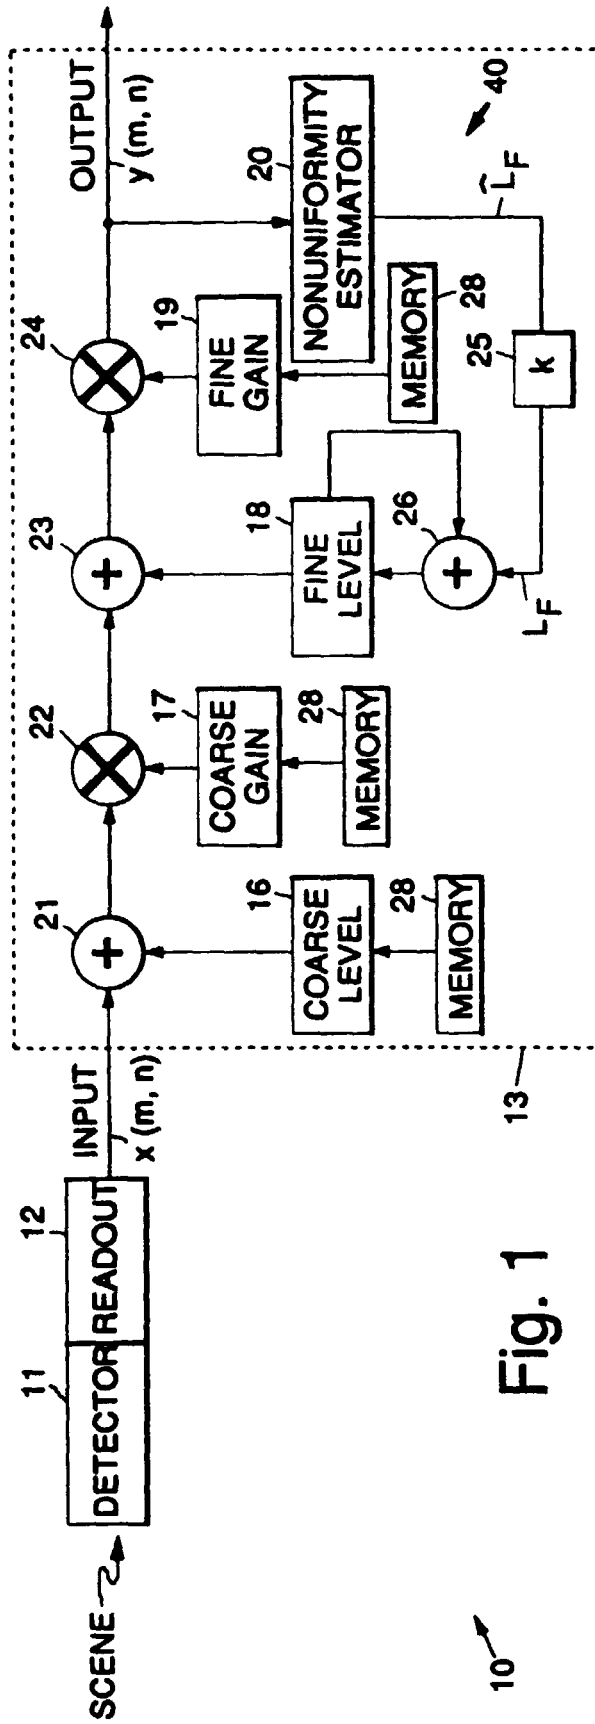 SCENE
11
12
DETECTOR
READOUT
INPUT
x (m, n)
13
21
22
23
24
OUTPUT
y (m, n)
16
COARSE
LEVEL
28
MEMORY
17
COARSE
GAIN
28
MEMORY
18
FINE
LEVEL
26
L_F
19
FINE
GAIN
28
MEMORY
20
NONUNIFORMITY
ESTIMATOR
25
k
L̂_F
40
10
Fig. 1